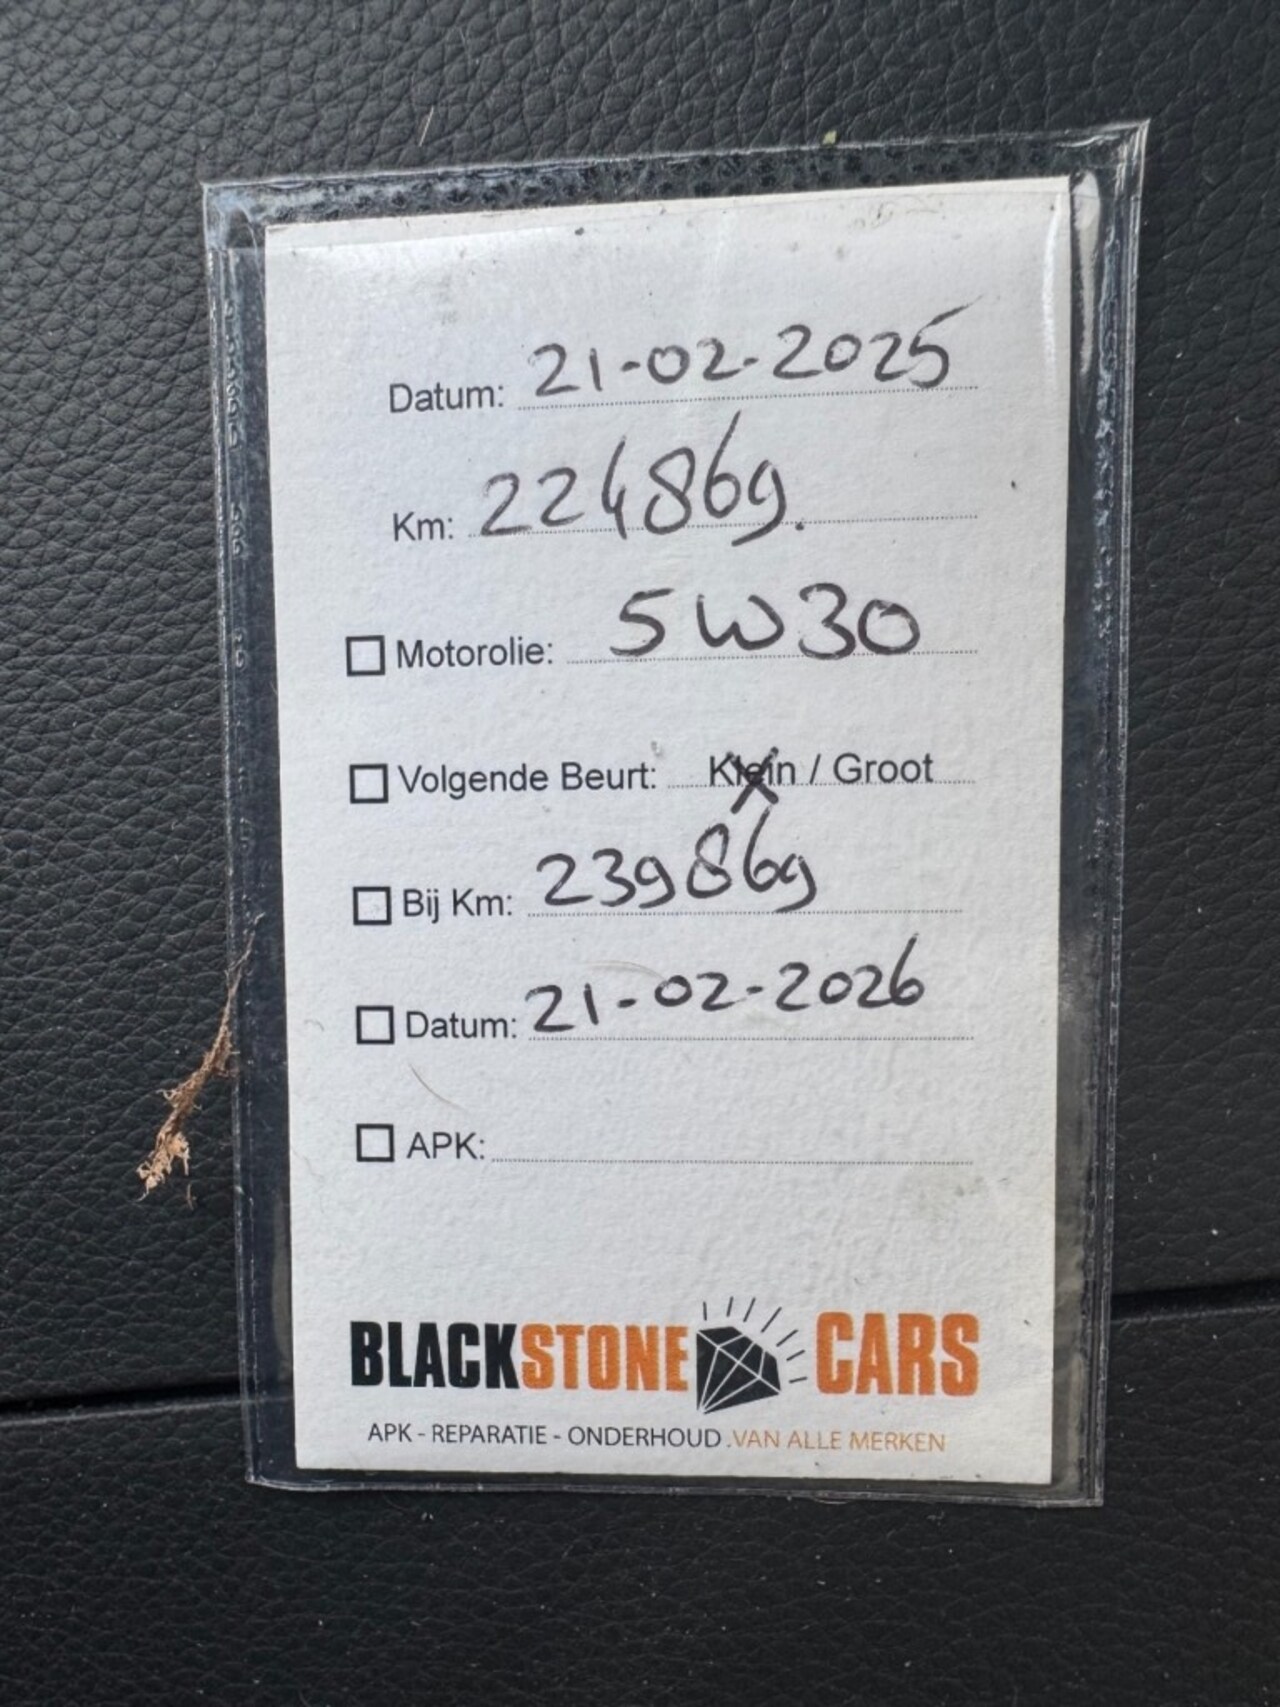 Datum: 21-02-2025
Km: 224869.
Motorolie: 5W30
Volgende Beurt: Klein / Groot
Bij Km: 239869
Datum: 21-02-2026
APK:
BLACKSTONE CARS
APK - REPARATIE - ONDERHOUD .VAN ALLE MERKEN